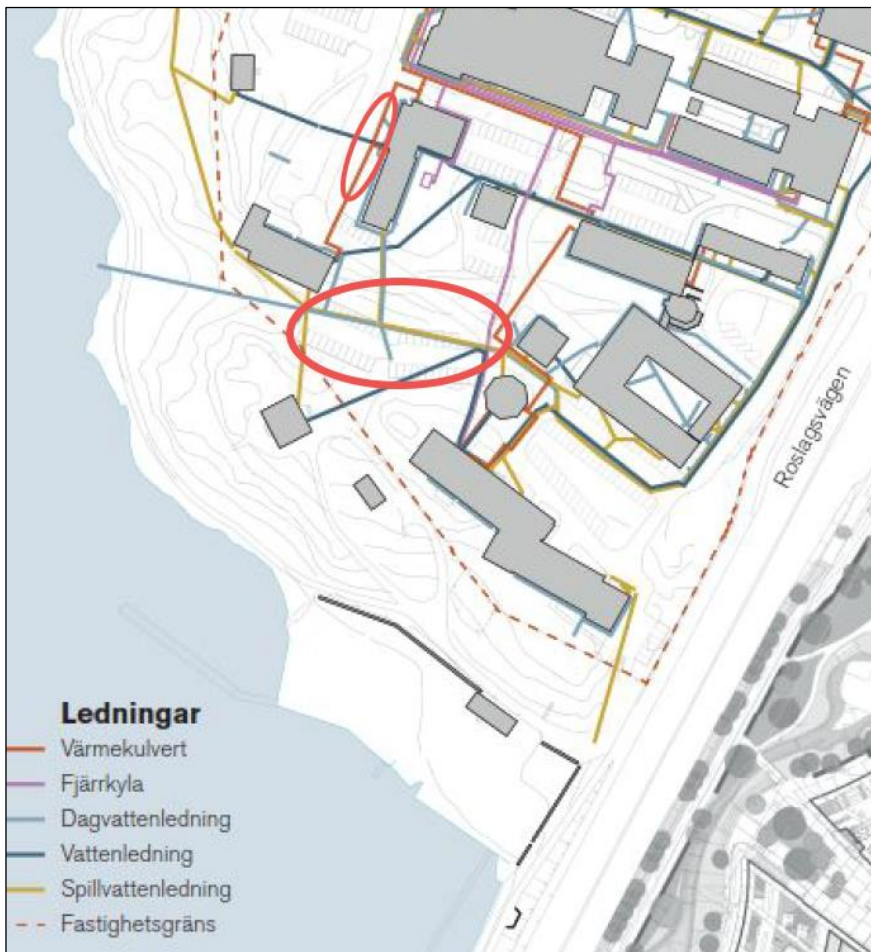 Roslagsvägen
Ledningar
Värmekulvert
Fjärrkyla
Dagvattenledning
Vattenledning
Spillvattenledning
Fastighetsgräns